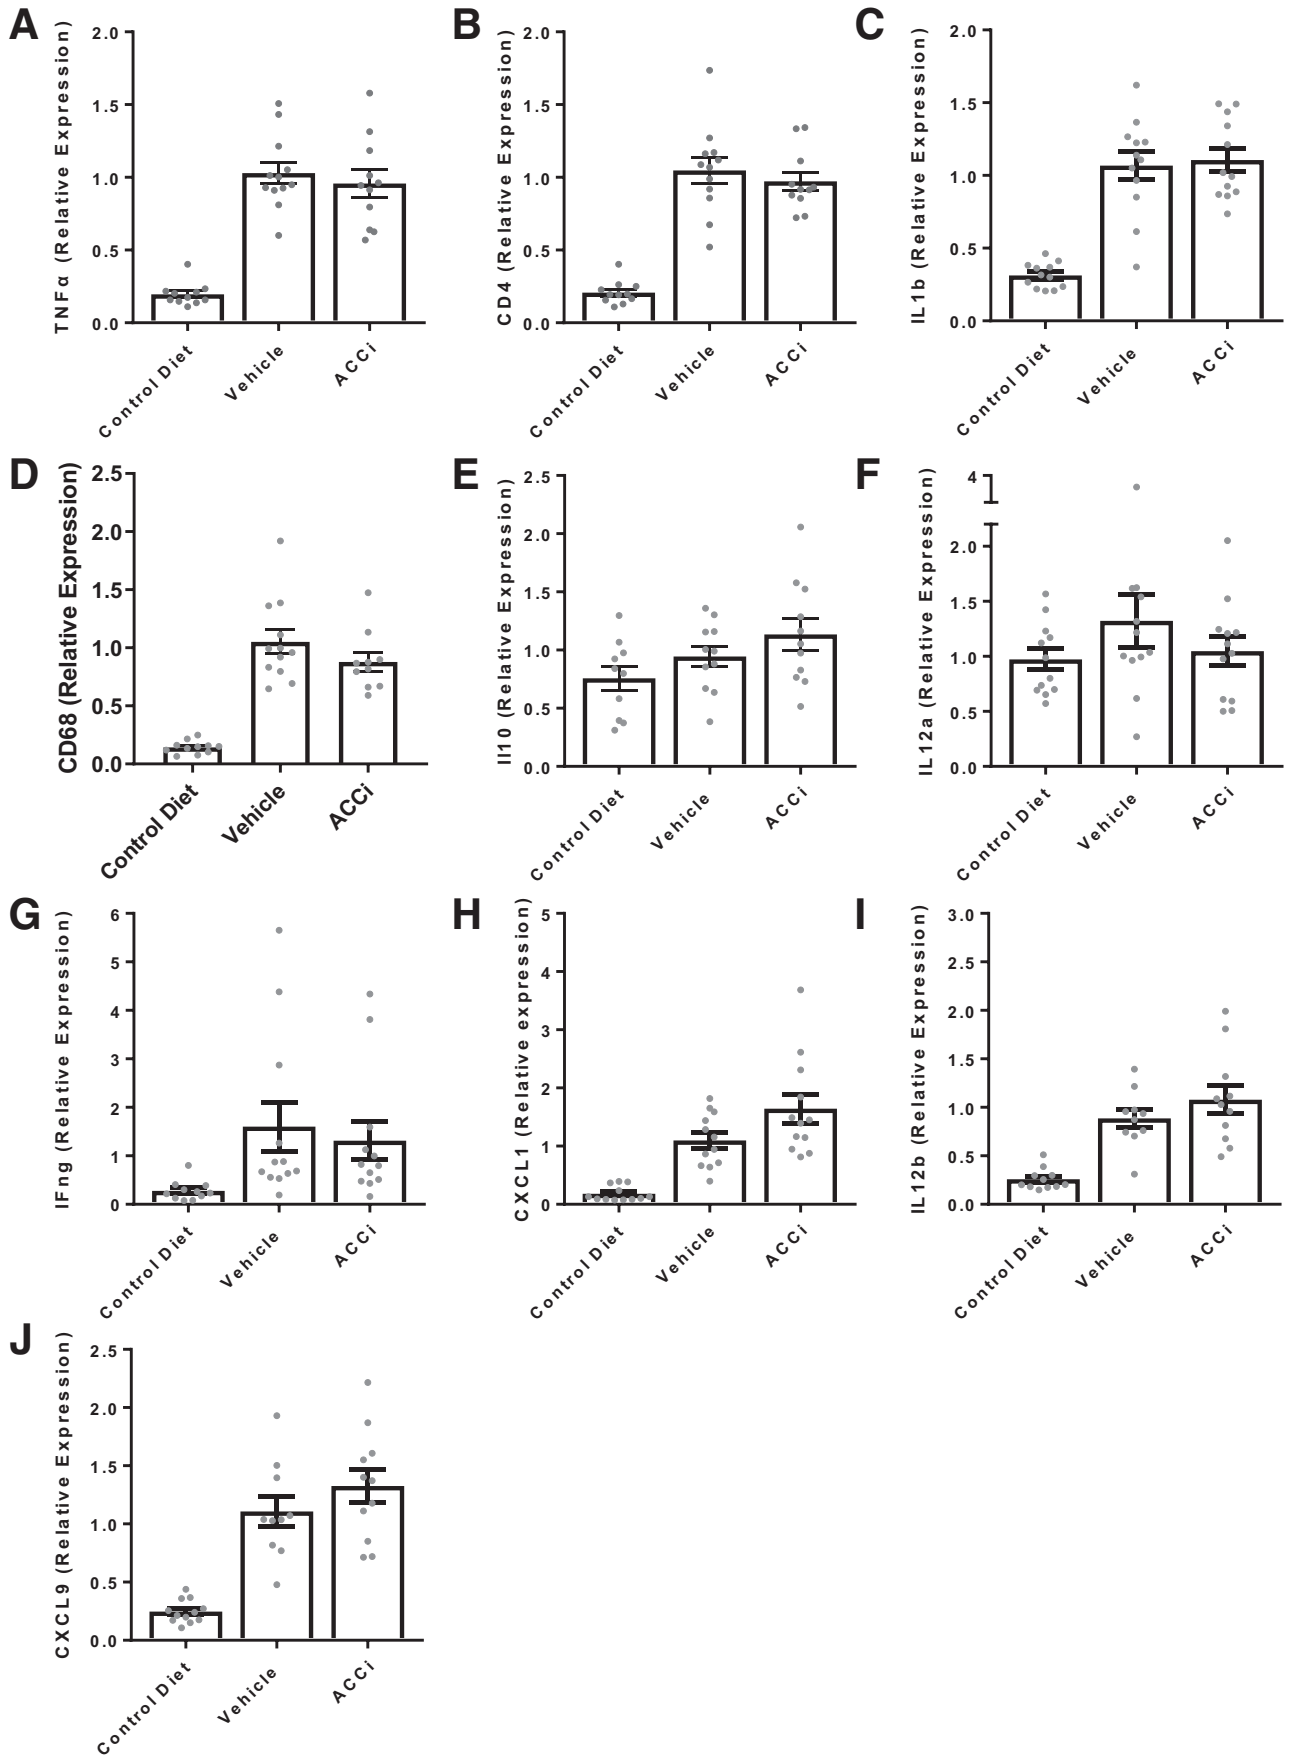 A
TNFα (Relative Expression)
2.0
1.5
1.0
0.5
0.0
Control Diet
Vehicle
ACCi
B
CD4 (Relative Expression)
2.0
1.5
1.0
0.5
0.0
Control Diet
Vehicle
ACCi
C
IL1b (Relative Expression)
2.0
1.5
1.0
0.5
0.0
Control Diet
Vehicle
ACCi
D
CD68 (Relative Expression)
2.5
2.0
1.5
1.0
0.5
0.0
Control Diet
Vehicle
ACCi
E
Il10 (Relative Expression)
2.5
2.0
1.5
1.0
0.5
0.0
Control Diet
Vehicle
ACCi
F
IL12a (Relative Expression)
4
2.0
1.5
1.0
0.5
0.0
Control Diet
Vehicle
ACCi
G
IFng (Relative Expression)
6
5
4
3
2
1
0
Control Diet
Vehicle
ACCi
H
CXCL1 (Relative expression)
5
4
3
2
1
0
Control Diet
Vehicle
ACCi
I
IL12b (Relative Expression)
3.0
2.5
2.0
1.5
1.0
0.5
0.0
Control Diet
Vehicle
ACCi
J
CXCL9 (Relative Expression)
2.5
2.0
1.5
1.0
0.5
0.0
Control Diet
Vehicle
ACCi